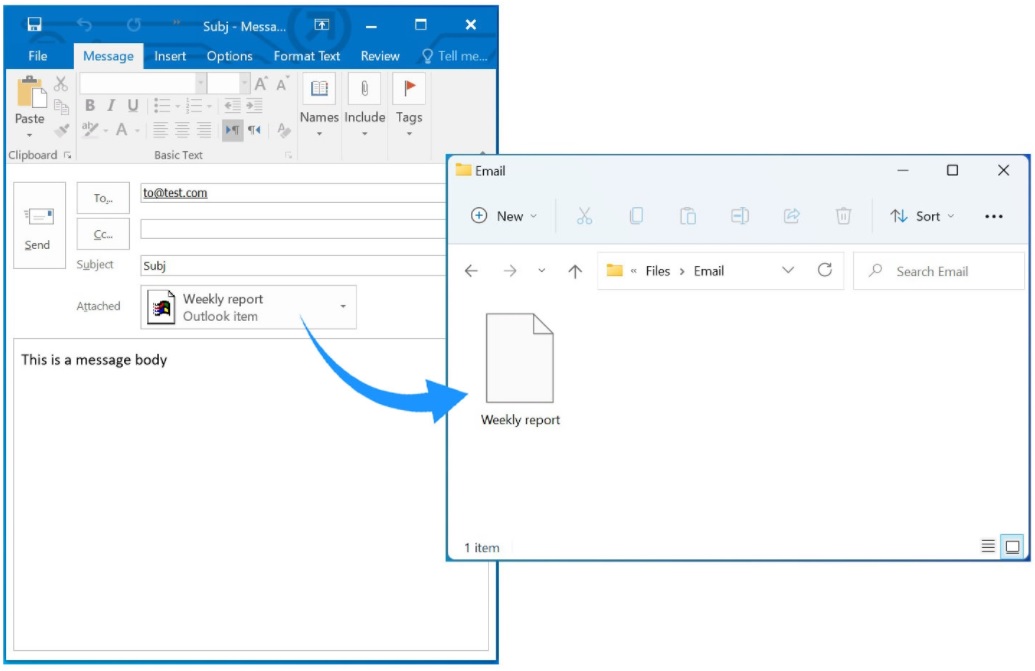 Subj - Messa...
File Message Insert Options Format Text Review Tell me...
Paste
B I U
A A
A
Names Include Tags
Clipboard Basic Text
Send
To...
to@test.com
Cc...
Subject Subj
Attached
Weekly report
Outlook item
This is a message body
Email
New Sort
« Files > Email
Search Email
Weekly report
1 item